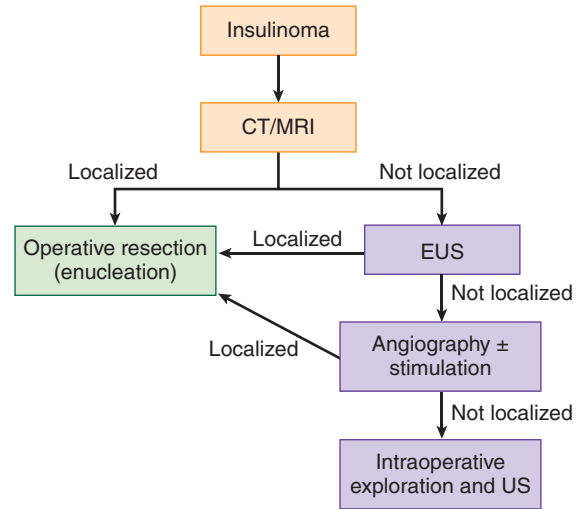 Insulinoma
CT/MRI
Localized
Not localized
Operative resection
(enucleation)
Localized
EUS
Not localized
Localized
Angiography ±
stimulation
Not localized
Intraoperative
exploration and US